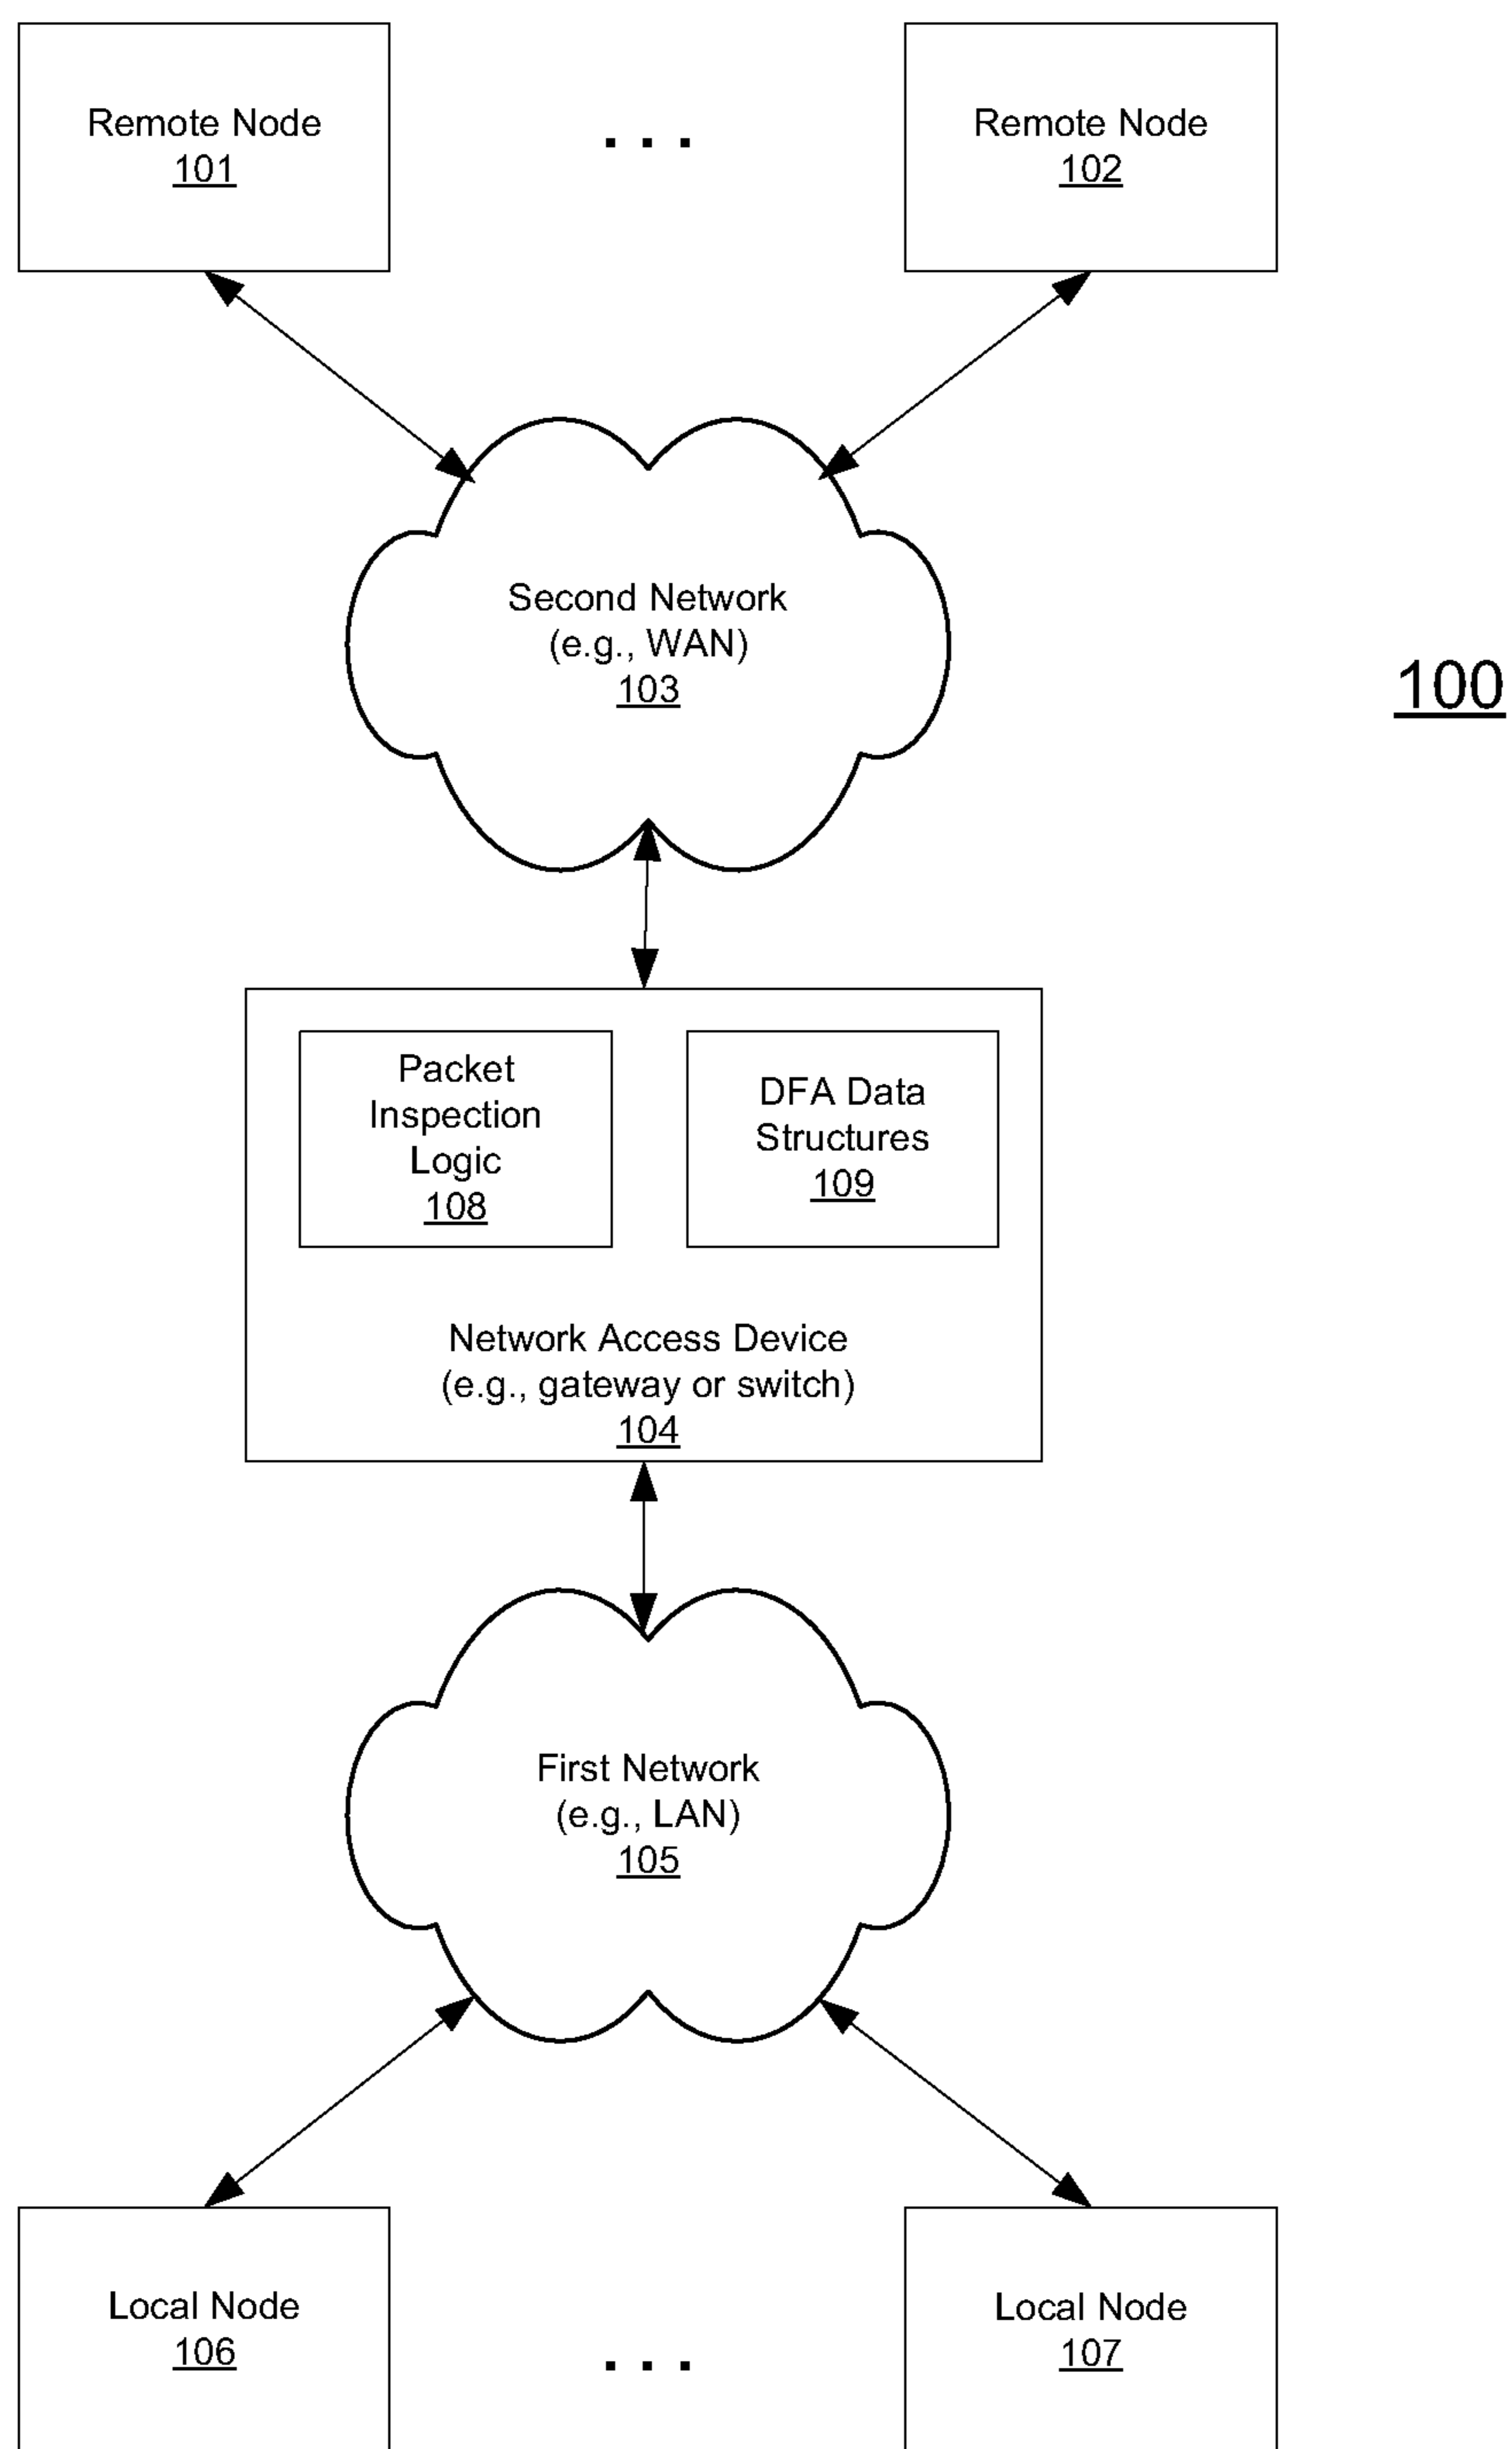 Remote Node
101
. . .
Remote Node
102
Second Network
(e.g., WAN)
103
100
Packet
Inspection
Logic
108
DFA Data
Structures
109
Network Access Device
(e.g., gateway or switch)
104
First Network
(e.g., LAN)
105
Local Node
106
. . .
Local Node
107